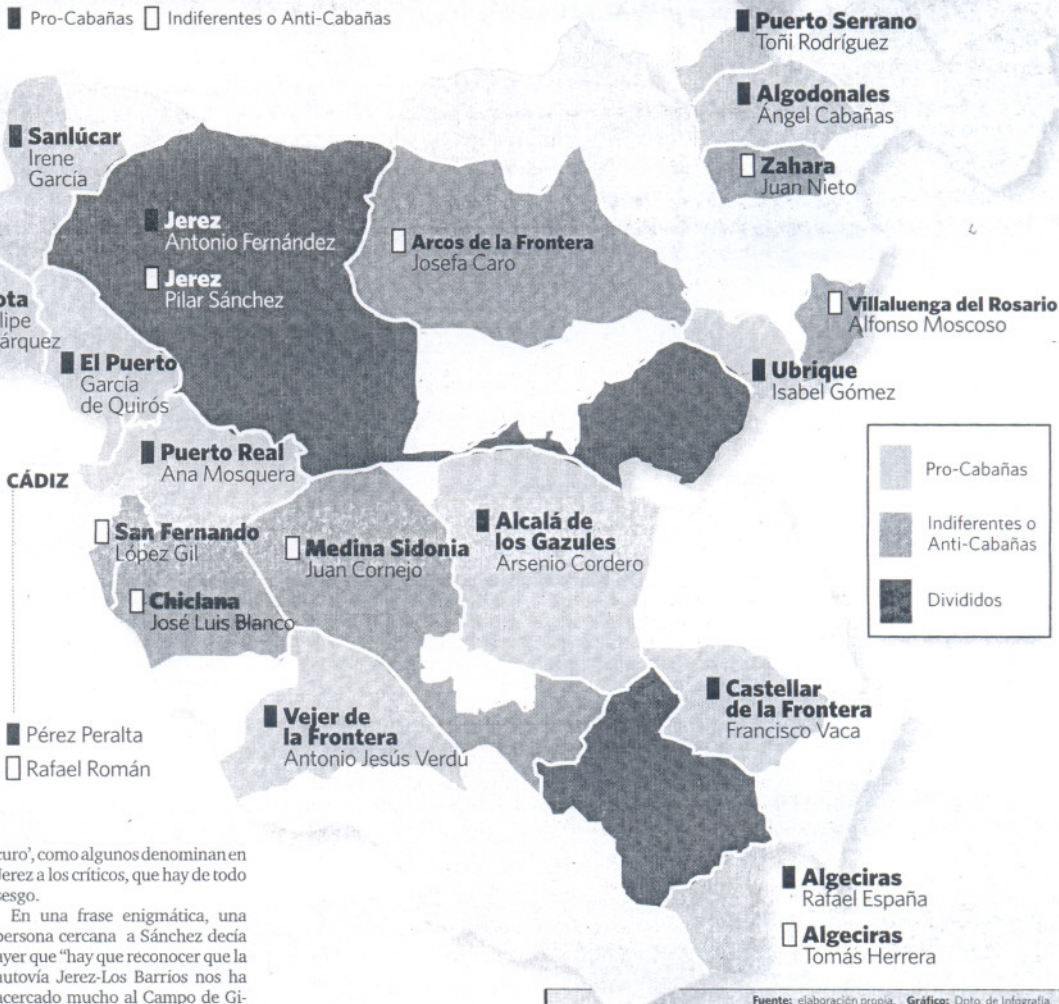 Pro-Cabañas Indiferentes o Anti-Cabañas
Puerto Serrano
Toñi Rodríguez
Algodonales
Ángel Cabañas
Zahara
Juan Nieto
Sanlúcar
Irene
García
Jerez
Antonio Fernández
Jerez
Pilar Sánchez
Arcos de la Frontera
Josefa Caro
Villaluenga del Rosario
Alfonso Moscoso
Ubrique
Isabel Gómez
ota
lipe
árquez
El Puerto
García
de Quirós
Puerto Real
Ana Mosquera
CÁDIZ
San Fernando
López Gil
Chiclana
José Luis Blanco
Medina Sidonia
Juan Cornejo
Alcalá de
los Gazules
Arsenio Cordero
Pro-Cabañas
Indiferentes o
Anti-Cabañas
Divididos
Vejer de
la Frontera
Antonio Jesús Verdú
Castellar
de la Frontera
Francisco Vaca
Pérez Peralta
Rafael Román
Algeciras
Rafael España
Algeciras
Tomás Herrera
curo’, como algunos denominan en
Jerez a los críticos, que hay de todo
sesgo.
En una frase enigmática, una
persona cercana a Sánchez decía
ayer que “hay que reconocer que la
autovía Jerez-Los Barrios nos ha
acercado mucho al Campo de Gi-
Fuente: elaboración propia. Gráfico: Dpto. de Infografía